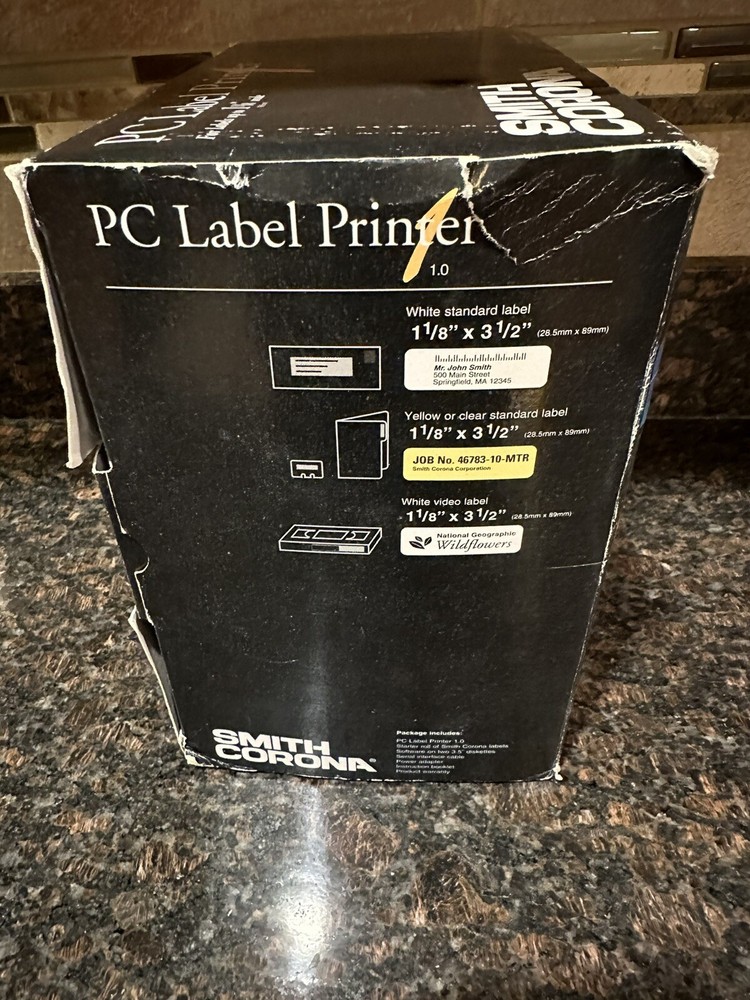 PC Label Printer
SMITH
CORONA
PC Label Printer
1.0
White standard label
1 1/8” x 3 1/2” (28.5mm x 89mm)
Mr. John Smith
500 Main Street
Springfield, MA 12345
Yellow or clear standard label
1 1/8” x 3 1/2” (28.5mm x 89mm)
JOB No. 46783-10-MTR
Smith Corona Corporation
White video label
1 1/8” x 3 1/2” (28.5mm x 89mm)
National Geographic
Wildflowers
SMITH
CORONA®
Package includes:
PC Label Printer 1.0
Starter roll of Smith Corona labels
Software on two 3.5" diskettes
Serial interface cable
Power adapter
Instruction booklet
Product warranty